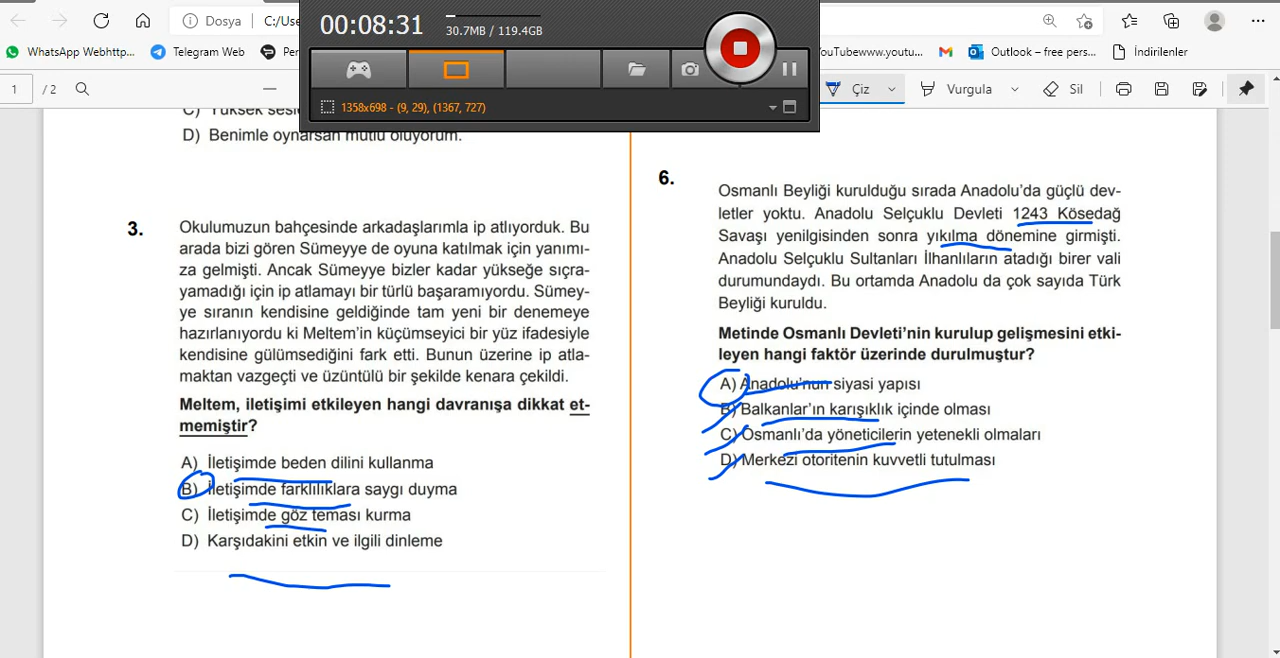 00:08:31
30.7MB / 119.4GB
Dosya
C:/Use
WhatsApp Webhttp...
Telegram Web
Per
YouTubewww.youtu...
Outlook – free pers...
İndirilenler
1358x698 - (9, 29), (1367, 727)
1
/ 2
Çiz
Vurgula
Sil
D) Benimle oynarsan mutlu oluyorum.
3.
Okulumuzun bahçesinde arkadaşlarımla ip atlıyorduk. Bu
arada bizi gören Sümeyye de oyuna katılmak için yanımı-
za gelmişti. Ancak Sümeyye bizler kadar yükseğe sıçra-
yamadığı için ip atlamayı bir türlü başaramıyordu. Sümey-
ye sıranın kendisine geldiğinde tam yeni bir denemeye
hazırlanıyordu ki Meltem'in küçümseyici bir yüz ifadesiyle
kendisine gülümsediğini fark etti. Bunun üzerine ip atla-
maktan vazgeçti ve üzüntülü bir şekilde kenara çekildi.
Meltem, iletişimi etkileyen hangi davranışa dikkat et-
memiştir?
A) İletişimde beden dilini kullanma
B) İletişimde farklılıklara saygı duyma
C) İletişimde göz teması kurma
D) Karşıdakini etkin ve ilgili dinleme
6.
Osmanlı Beyliği kurulduğu sırada Anadolu'da güçlü dev-
letler yoktu. Anadolu Selçuklu Devleti 1243 Kösedağ
Savaşı yenilgisinden sonra yıkılma dönemine girmişti.
Anadolu Selçuklu Sultanları İlhanlıların atadığı birer vali
durumundaydı. Bu ortamda Anadolu da çok sayıda Türk
Beyliği kuruldu.
Metinde Osmanlı Devleti'nin kurulup gelişmesini etki-
leyen hangi faktör üzerinde durulmuştur?
A) Anadolu'nun siyasi yapısı
B) Balkanlar'ın karışıklık içinde olması
C) Osmanlı'da yöneticilerin yetenekli olmaları
D) Merkezi otoritenin kuvvetli tutulması